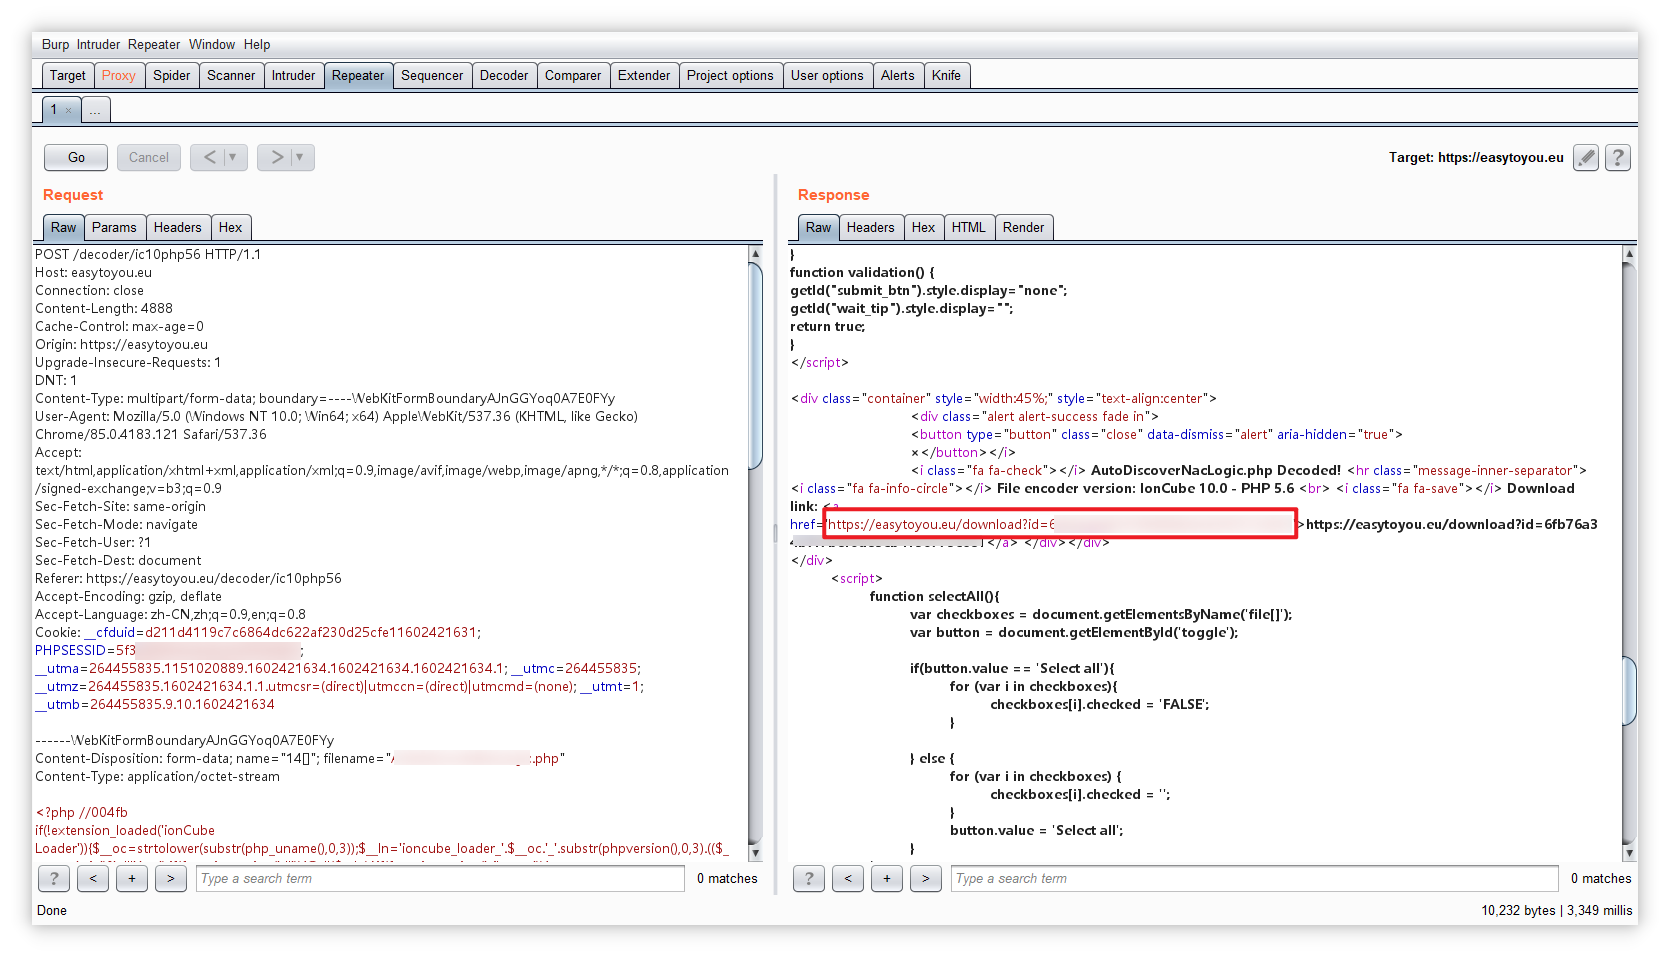 Burp Intruder Repeater Window Help
Target Proxy Spider Scanner Intruder Repeater Sequencer Decoder Comparer Extender Project options User options Alerts Knife
1 × ...
Go Cancel < ▼ > ▼
Target: https://easytoyou.eu ?
Request
Raw Params Headers Hex
POST /decoder/ic10php56 HTTP/1.1
Host: easytoyou.eu
Connection: close
Content-Length: 4888
Cache-Control: max-age=0
Origin: https://easytoyou.eu
Upgrade-Insecure-Requests: 1
DNT: 1
Content-Type: multipart/form-data; boundary=----WebKitFormBoundaryAJnGGYoq0A7E0FYy
User-Agent: Mozilla/5.0 (Windows NT 10.0; Win64; x64) AppleWebKit/537.36 (KHTML, like Gecko)
Chrome/85.0.4183.121 Safari/537.36
Accept:
text/html,application/xhtml+xml,application/xml;q=0.9,image/avif,image/webp,image/apng,*/*;q=0.8,application
/signed-exchange;v=b3;q=0.9
Sec-Fetch-Site: same-origin
Sec-Fetch-Mode: navigate
Sec-Fetch-User: ?1
Sec-Fetch-Dest: document
Referer: https://easytoyou.eu/decoder/ic10php56
Accept-Encoding: gzip, deflate
Accept-Language: zh-CN,zh;q=0.9,en;q=0.8
Cookie: __cfduid=d211d4119c7c6864dc622af230d25cfe11602421631;
PHPSESSID=5f3 ;
__utma=264455835.1151020889.1602421634.1602421634.1602421634.1; __utmc=264455835;
__utmz=264455835.1602421634.1.1.utmcsr=(direct)|utmccn=(direct)|utmcmd=(none); __utmt=1;
__utmb=264455835.9.10.1602421634
------WebKitFormBoundaryAJnGGYoq0A7E0FYy
Content-Disposition: form-data; name="14[]"; filename=" .php"
Content-Type: application/octet-stream
<?php //004fb
if(!extension_loaded('ionCube
Loader')){$__oc=strtolower(substr(php_uname(),0,3));$__ln='ioncube_loader_'.$__oc.'_'.substr(phpversion(),0,3).(($_
? < + > Type a search term 0 matches
Response
Raw Headers Hex HTML Render
}
function validation() {
getId("submit_btn").style.display="none";
getId("wait_tip").style.display="";
return true;
}
</script>
<div class="container" style="width:45%;" style="text-align:center">
<div class="alert alert-success fade in">
<button type="button" class="close" data-dismiss="alert" aria-hidden="true">
×</button></i>
<i class="fa fa-check"></i> AutoDiscoverNacLogic.php Decoded! <hr class="message-inner-separator">
<i class="fa fa-info-circle"></i> File encoder version: IonCube 10.0 - PHP 5.6 <br> <i class="fa fa-save"></i> Download
link: <a
href="https://easytoyou.eu/download?id=6 >https://easytoyou.eu/download?id=6fb76a3
</a> </div></div>
</div>
<script>
function selectAll(){
var checkboxes = document.getElementsByName('file[]');
var button = document.getElementById('toggle');
if(button.value == 'Select all'){
for (var i in checkboxes){
checkboxes[i].checked = 'FALSE';
}
} else {
for (var i in checkboxes) {
checkboxes[i].checked = '';
}
button.value = 'Select all';
}
? < + > Type a search term 0 matches
Done 10,232 bytes | 3,349 millis